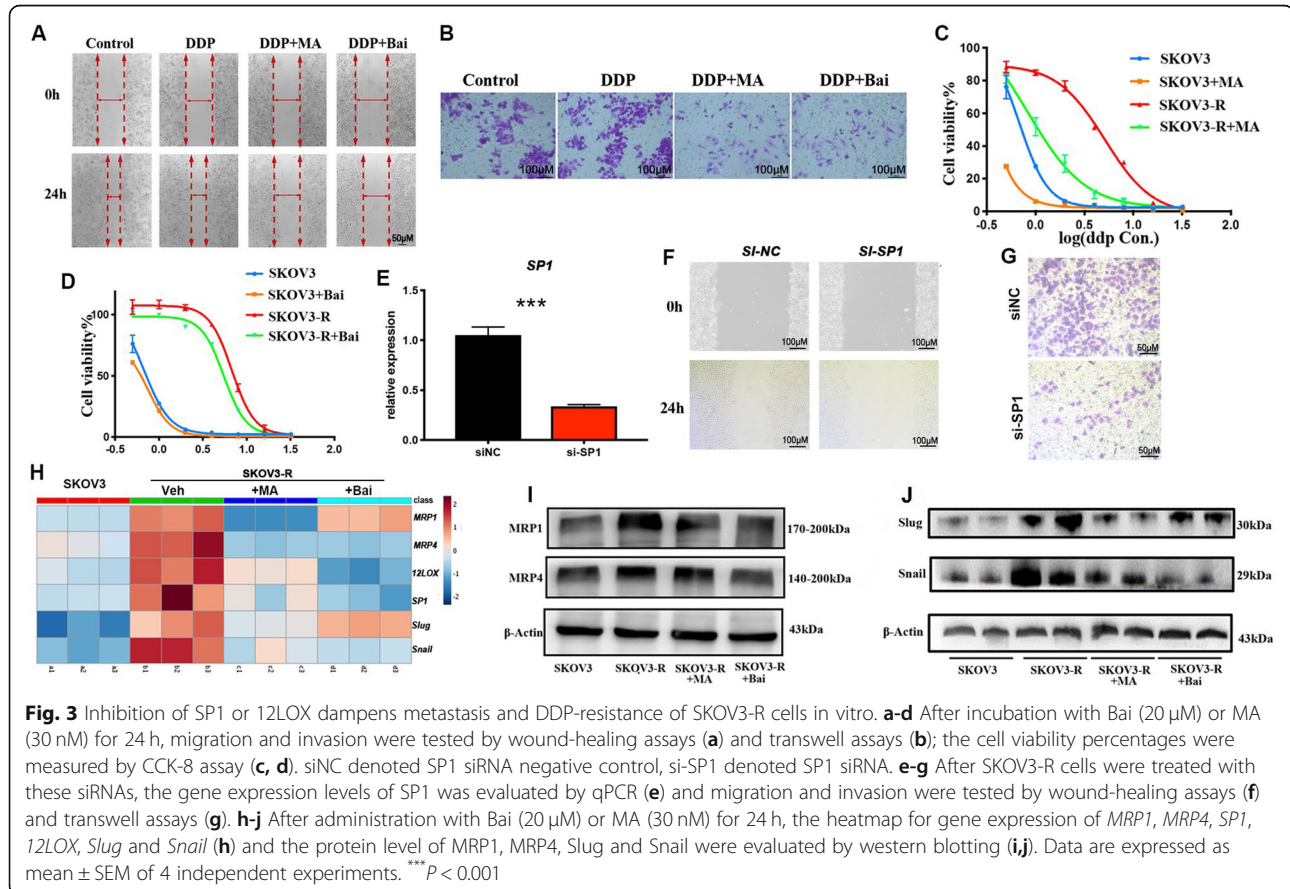 A
Control DDP DDP+MA DDP+Bai
0h
24h
50μM
B
Control DDP DDP+MA DDP+Bai
100μM 100μM 100μM 100μM
C
100
80
60
40
20
0
Cell viability%
-0.5 0.0 0.5 1.0 1.5 2.0
log(ddp Con.)
SKOV3
SKOV3+MA
SKOV3-R
SKOV3-R+MA
D
100
50
0
Cell viability%
-0.5 0.0 0.5 1.0 1.5 2.0
SKOV3
SKOV3+Bai
SKOV3-R
SKOV3-R+Bai
E
SP1
***
relative expression
1.5
1.0
0.5
0.0
siNC si-SP1
F
SI-NC SI-SP1
0h
100μM 100μM
24h
100μM 100μM
G
siNC
50μM
si-SP1
50μM
H
SKOV3-R
SKOV3 Veh +MA +Bai
class
MRP1
MRP4
12LOX
SP1
Slug
Snail
2
1
0
-1
-2
a1 a2 a3 b1 b2 b3 c1 c2 c3 d1 d2 d3
I
MRP1 170-200kDa
MRP4 140-200kDa
β-Actin 43kDa
SKOV3 SKOV3-R SKOV3-R SKOV3-R
+MA +Bai
J
Slug 30kDa
Snail 29kDa
β-Actin 43kDa
SKOV3 SKOV3-R SKOV3-R SKOV3-R
+MA +Bai
Fig. 3 Inhibition of SP1 or 12LOX dampens metastasis and DDP-resistance of SKOV3-R cells in vitro. a-d After incubation with Bai (20 μM) or MA
(30 nM) for 24 h, migration and invasion were tested by wound-healing assays (a) and transwell assays (b); the cell viability percentages were
measured by CCK-8 assay (c, d). siNC denoted SP1 siRNA negative control, si-SP1 denoted SP1 siRNA. e-g After SKOV3-R cells were treated with
these siRNAs, the gene expression levels of SP1 was evaluated by qPCR (e) and migration and invasion were tested by wound-healing assays (f)
and transwell assays (g). h-j After administration with Bai (20 μM) or MA (30 nM) for 24 h, the heatmap for gene expression of MRP1, MRP4, SP1,
12LOX, Slug and Snail (h) and the protein level of MRP1, MRP4, Slug and Snail were evaluated by western blotting (i,j). Data are expressed as
mean ± SEM of 4 independent experiments. ***P < 0.001